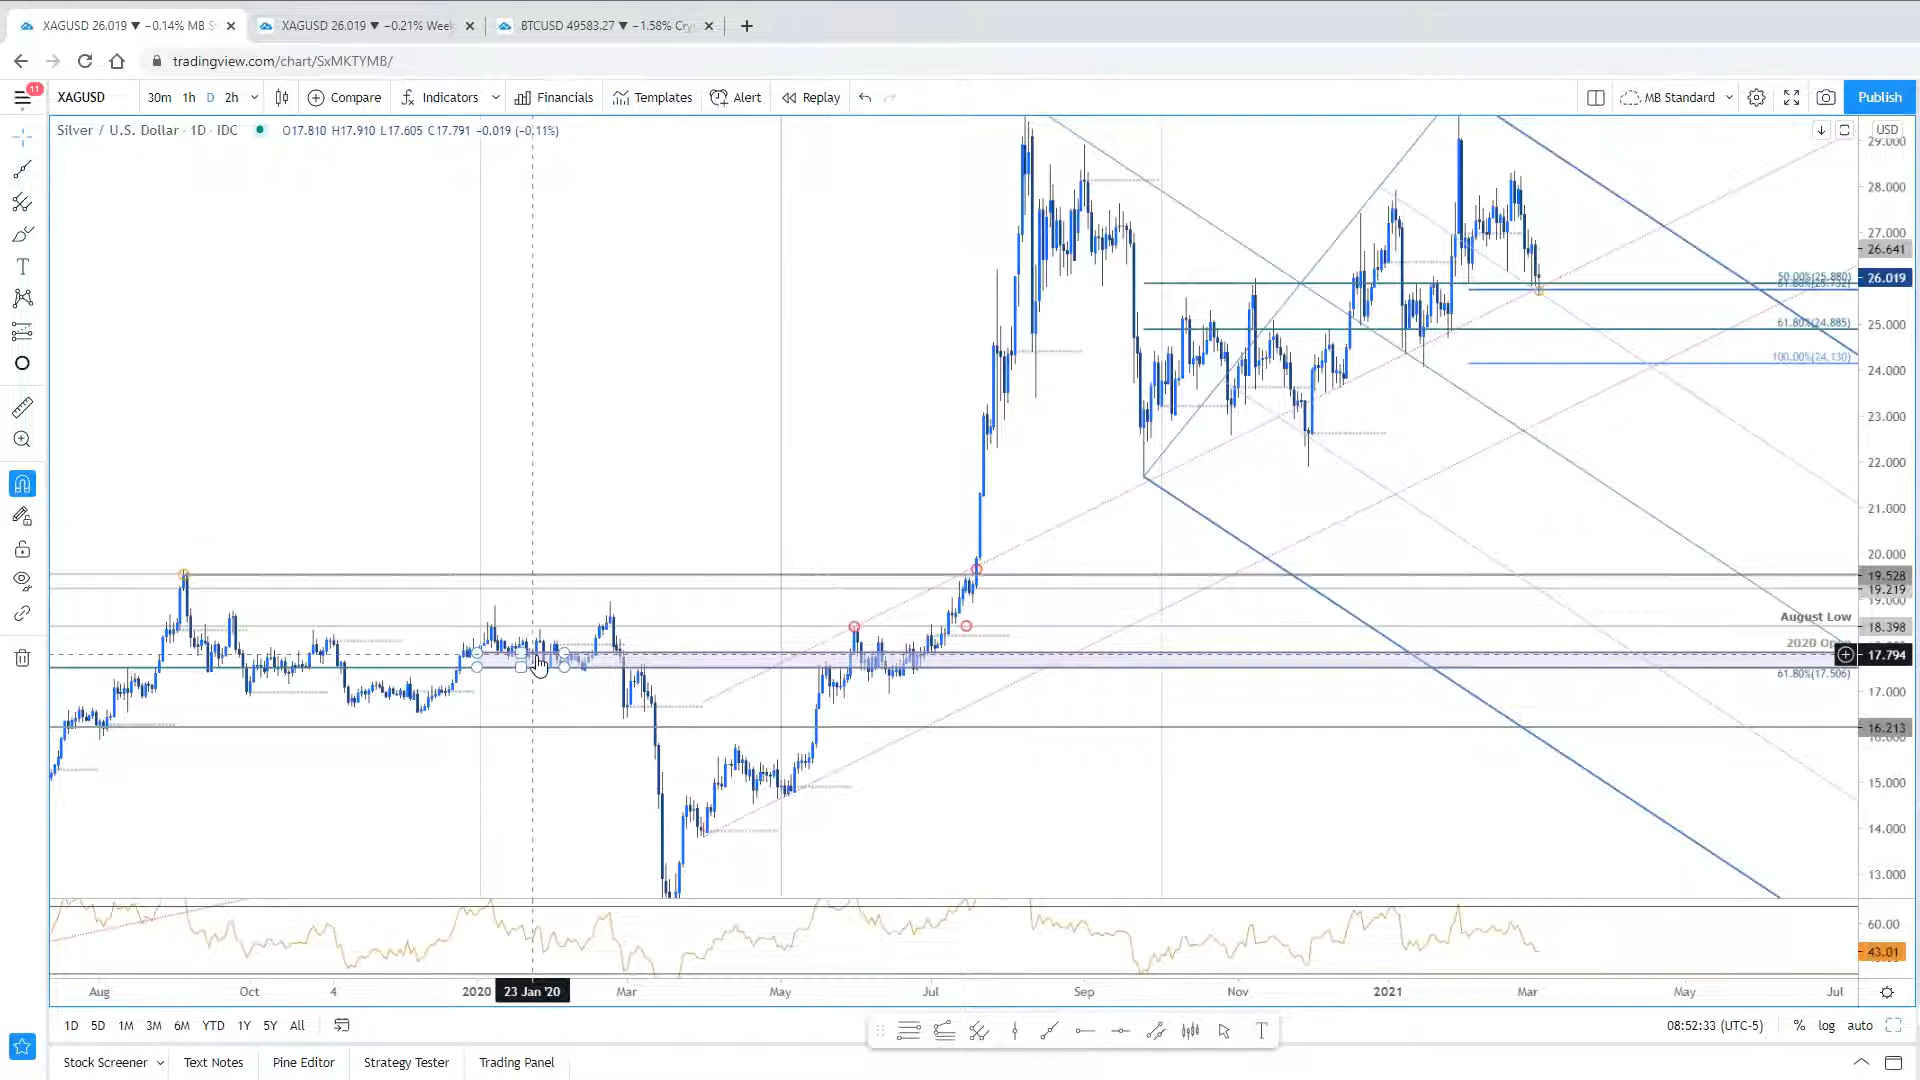 XAGUSD 26.019 ▼ −0.14% MB S
XAGUSD 26.019 ▼ −0.21% Week
BTCUSD 49583.27 ▼ −1.58% Cry
tradingview.com/chart/SxMKTYMB/
11
XAGUSD 30m 1h D 2h Compare Indicators Financials Templates Alert Replay MB Standard Publish
Silver / U.S. Dollar · 1D · IDC O17.810 H17.910 L17.605 C17.791 −0.019 (−0.11%)
USD
29.000
28.000
27.000
26.641
50.00%(25.880)
26.019
25.000
61.80%(24.885)
100.00%(24.130)
24.000
23.000
22.000
21.000
20.000
19.528
19.219
19.000
August Low
18.398
2020 Op
17.794
61.80%(17.506)
17.000
16.213
15.000
14.000
13.000
60.00
43.01
Aug Oct 4 2020 23 Jan '20 Mar May Jul Sep Nov 2021 Mar May Jul
1D 5D 1M 3M 6M YTD 1Y 5Y All
08:52:33 (UTC-5) % log auto
Stock Screener Text Notes Pine Editor Strategy Tester Trading Panel